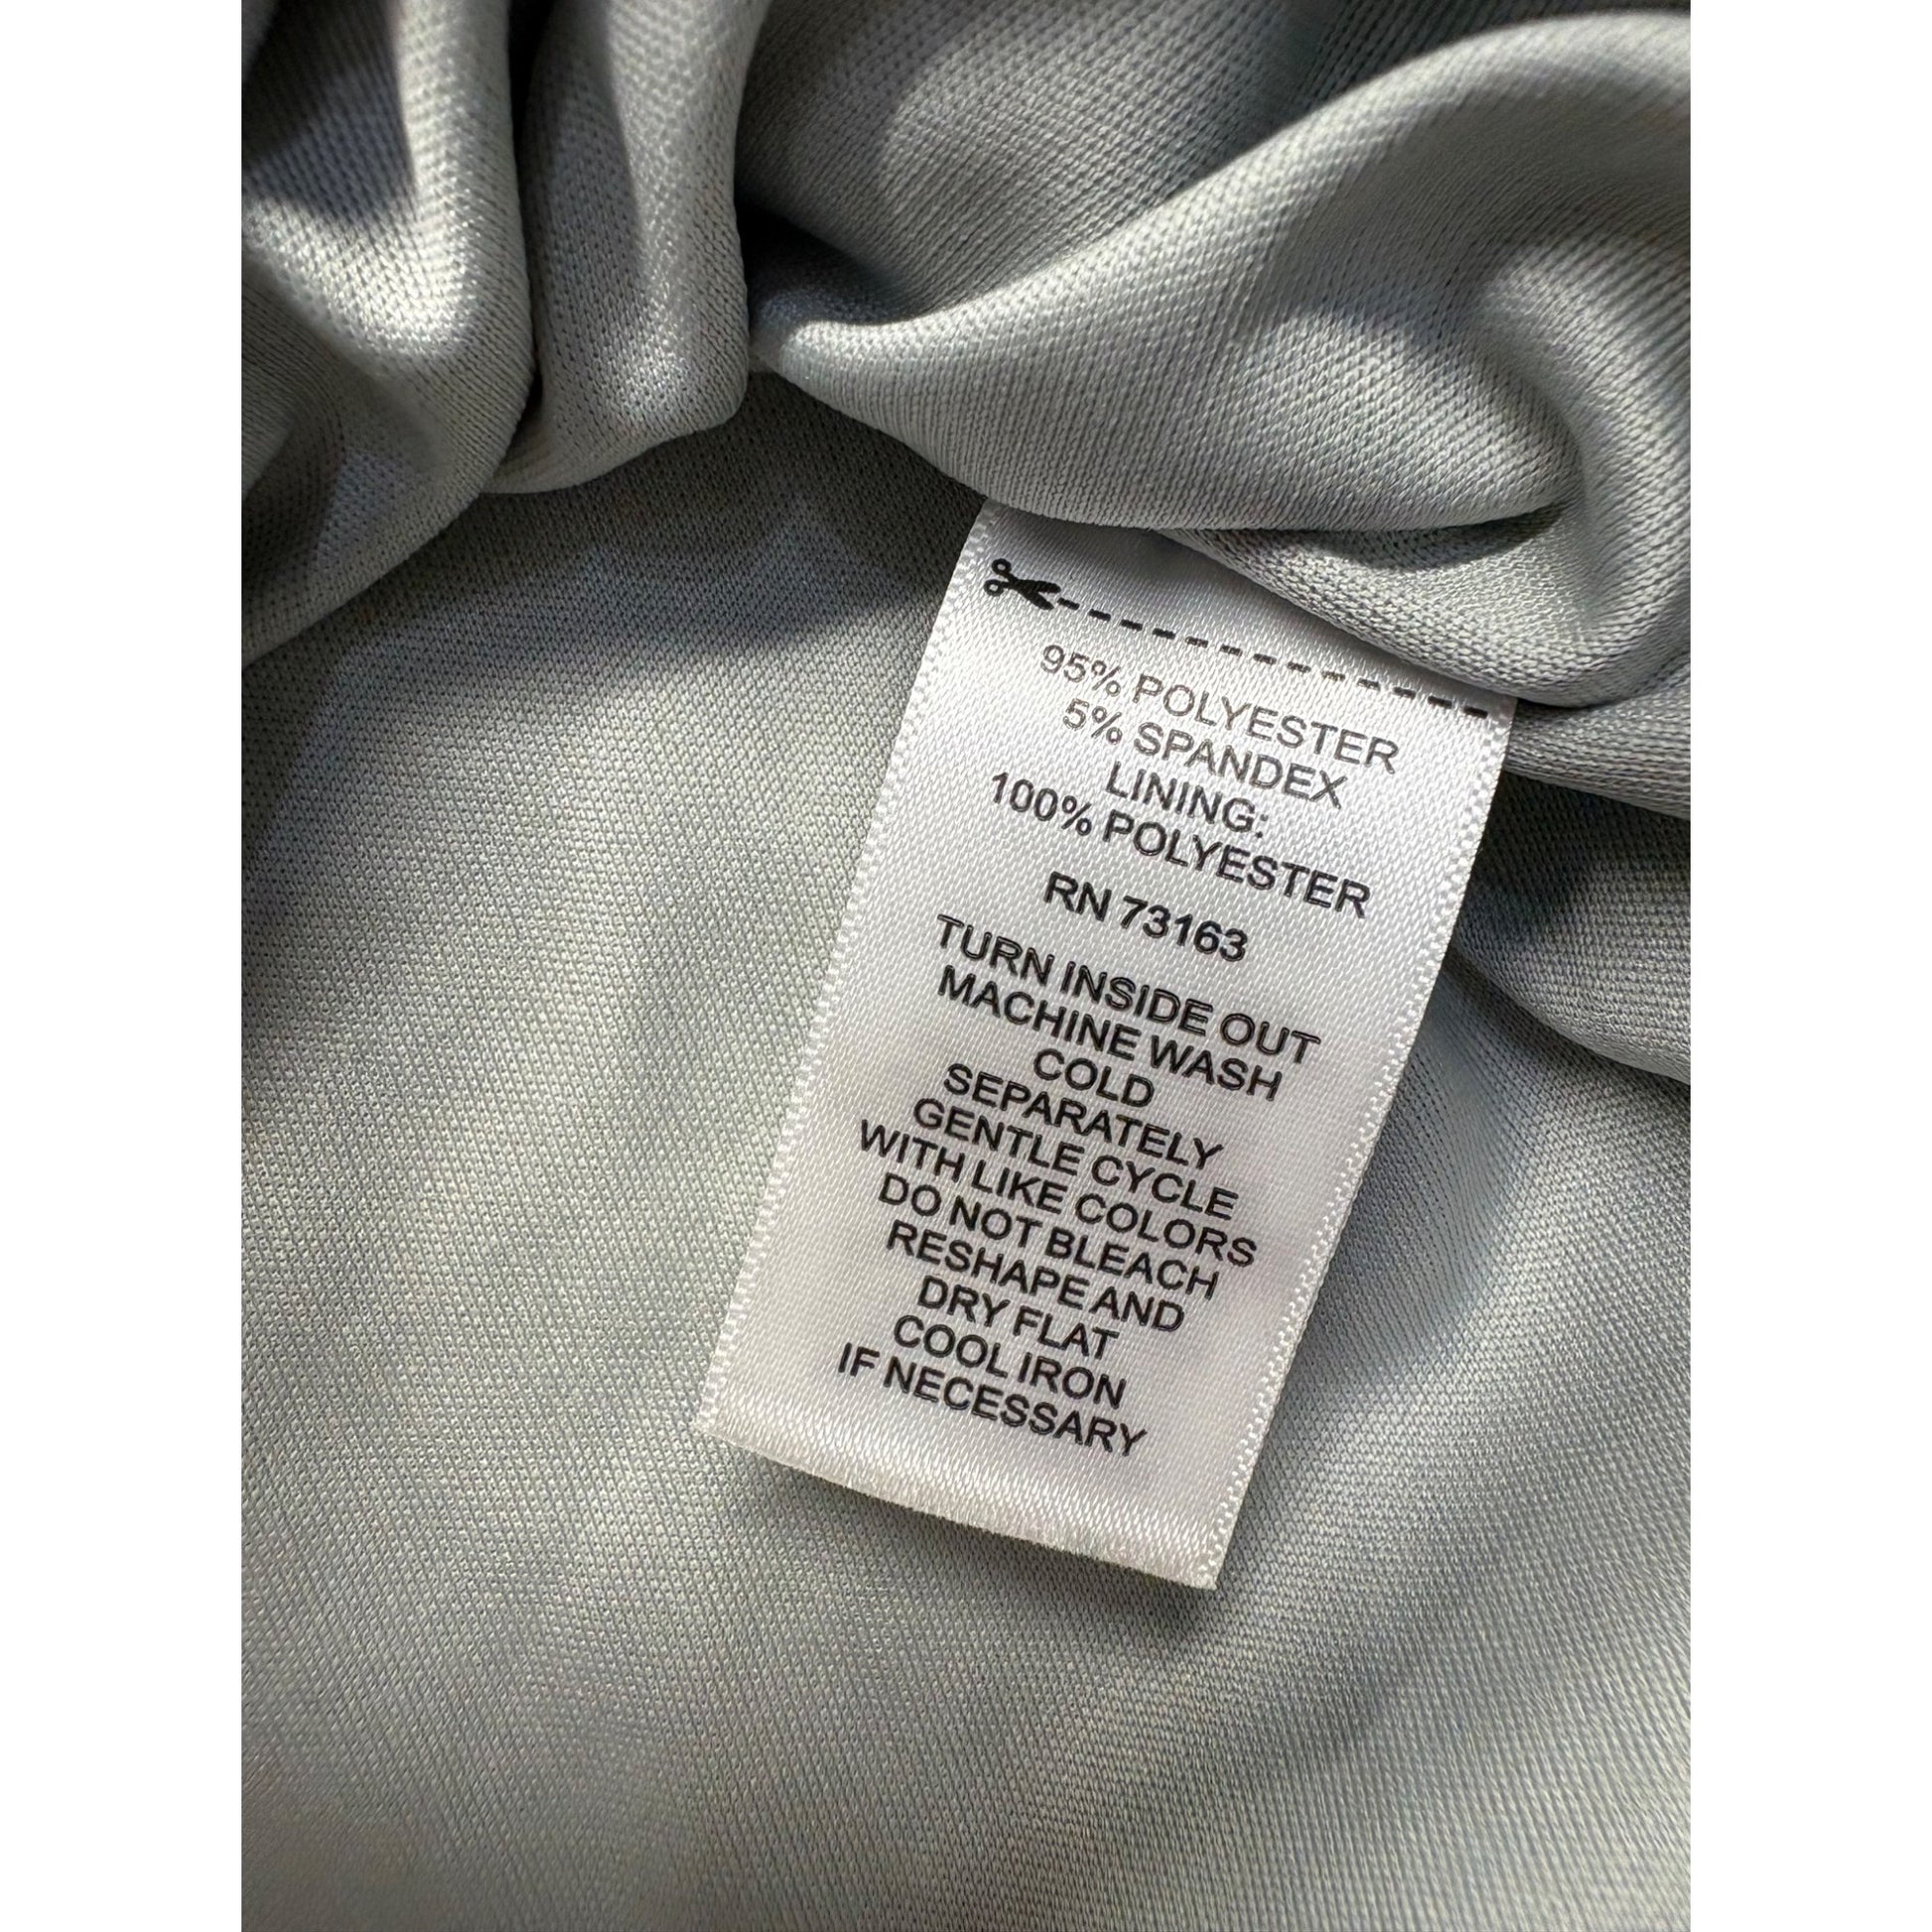 95% POLYESTER
5% SPANDEX
LINING:
100% POLYESTER
RN 73163
TURN INSIDE OUT
MACHINE WASH
COLD
SEPARATELY
GENTLE CYCLE
WITH LIKE COLORS
DO NOT BLEACH
RESHAPE AND
DRY FLAT
COOL IRON
IF NECESSARY